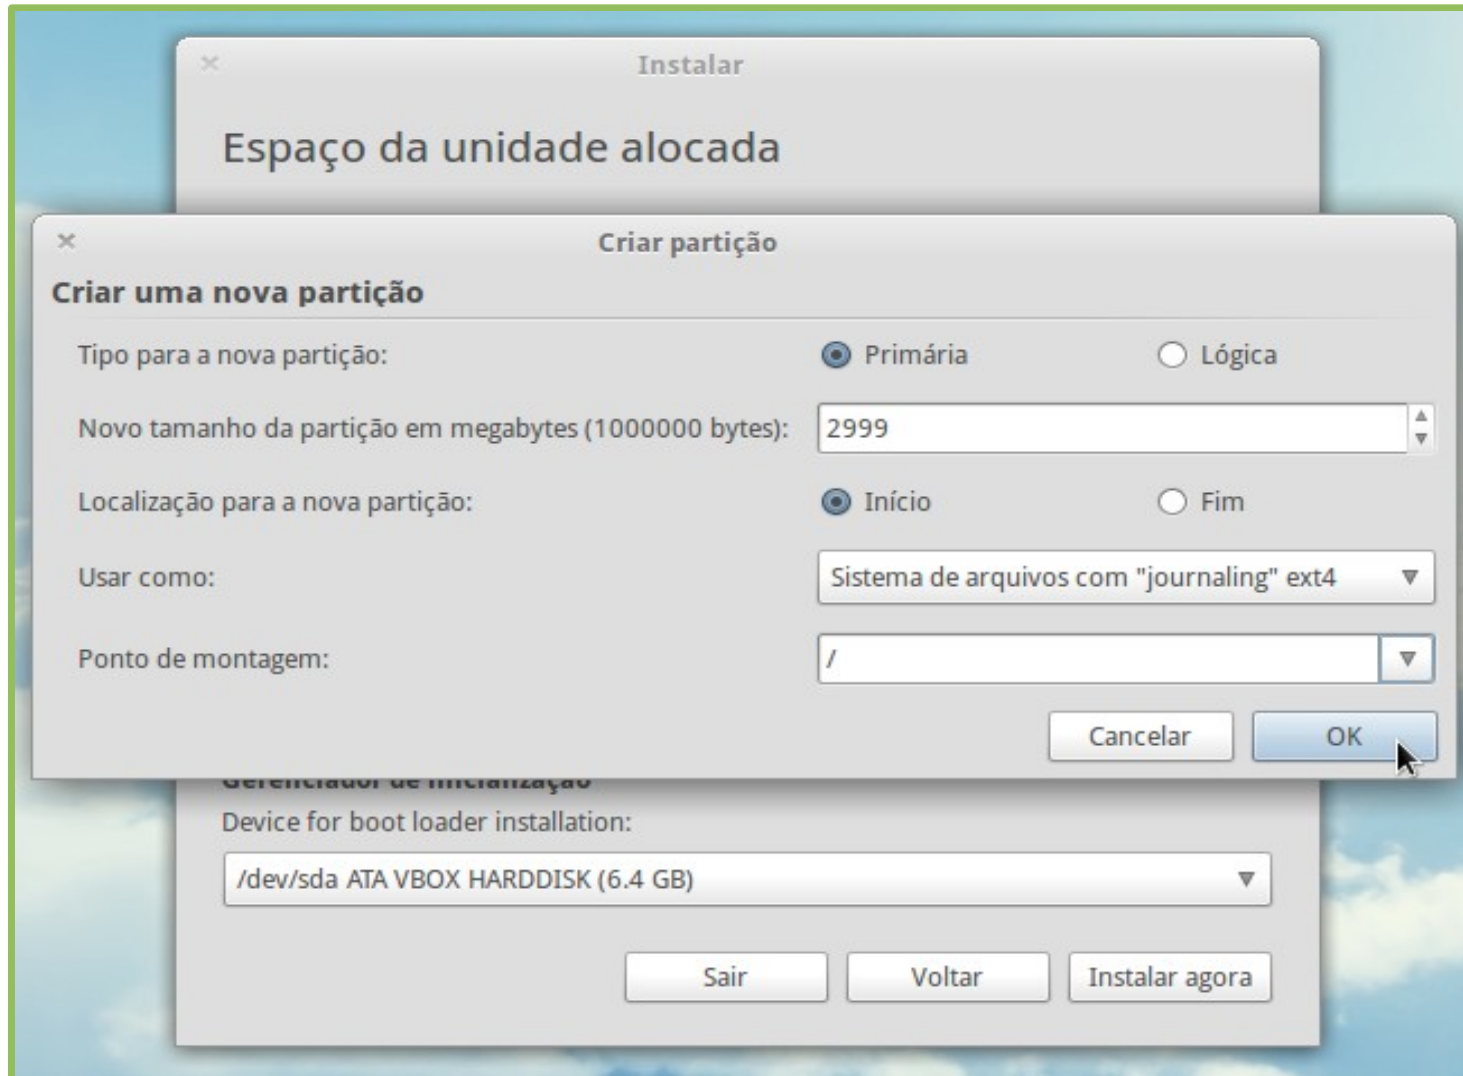 Instalar
Espaço da unidade alocada
Criar partição
Criar uma nova partição
Tipo para a nova partição: Primária Lógica
Novo tamanho da partição em megabytes (1000000 bytes): 2999
Localização para a nova partição: Início Fim
Usar como: Sistema de arquivos com "journaling" ext4
Ponto de montagem: /
Cancelar OK
Gerenciador de inicialização
Device for boot loader installation:
/dev/sda ATA VBOX HARDDISK (6.4 GB)
Sair Voltar Instalar agora